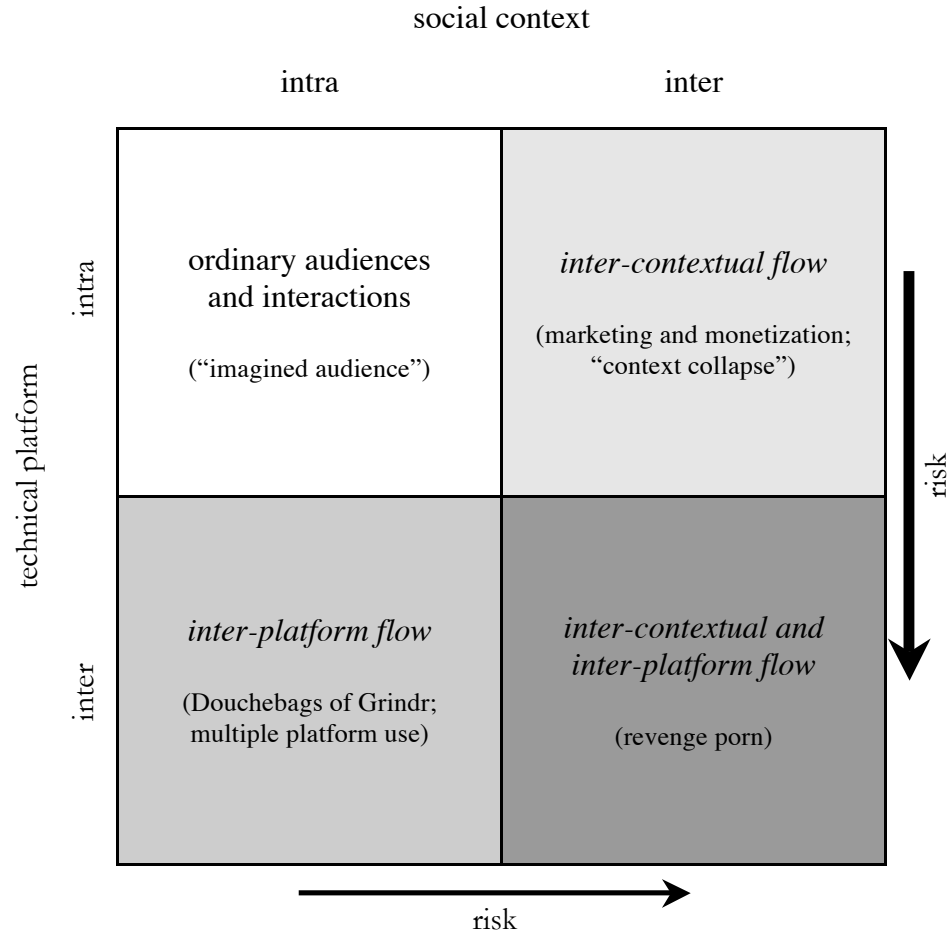 social context
intra
inter
technical platform
intra
ordinary audiences
and interactions
(“imagined audience”)
inter-contextual flow
(marketing and monetization;
“context collapse”)
risk
inter
inter-platform flow
(Douchebags of Grindr;
multiple platform use)
inter-contextual and
inter-platform flow
(revenge porn)
risk